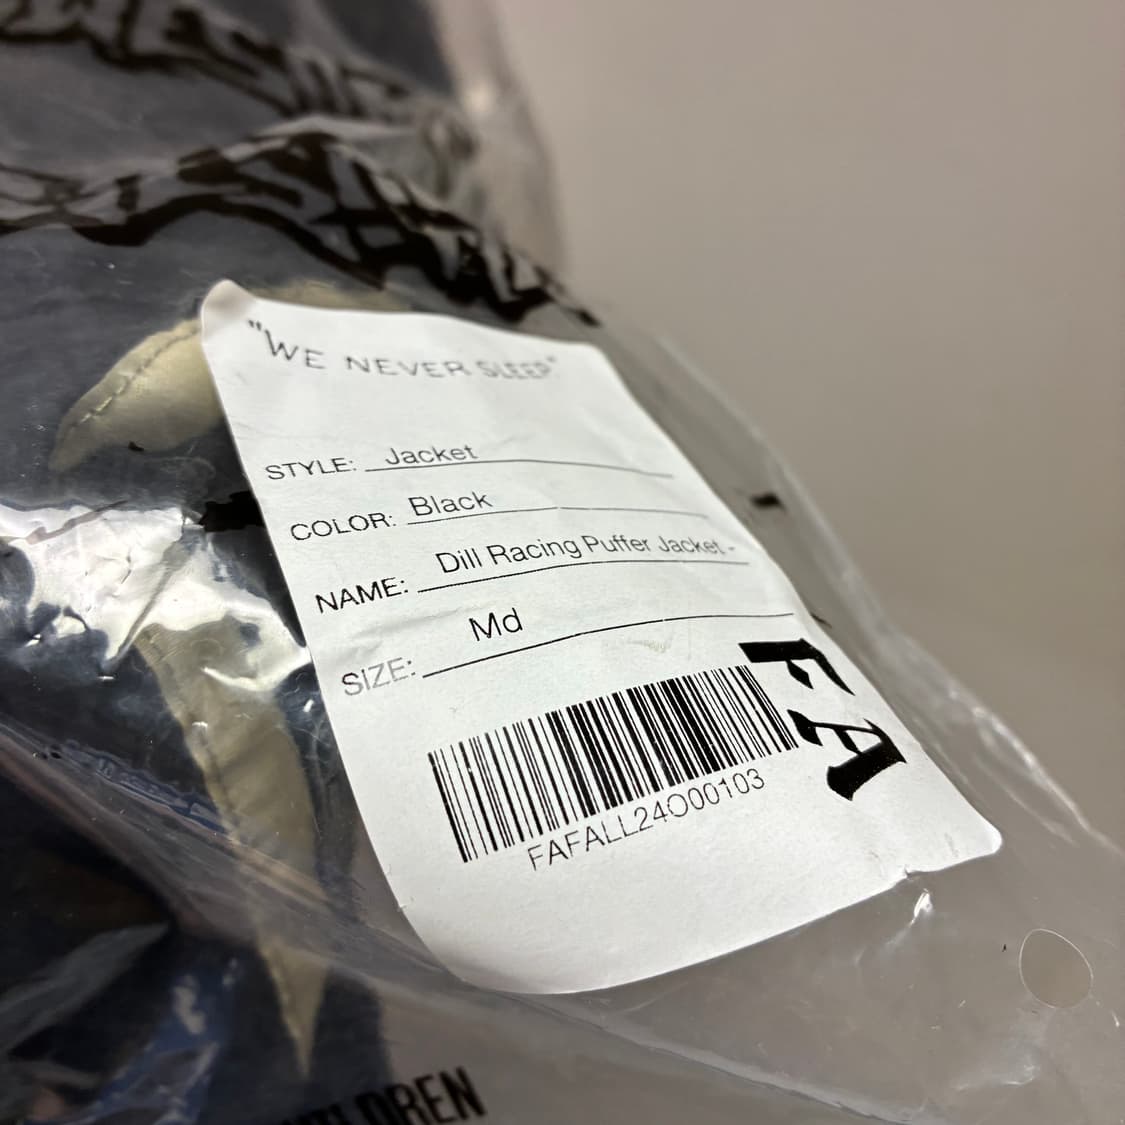 "WE NEVER SLEEP"
STYLE: Jacket
COLOR: Black
NAME: Dill Racing Puffer Jacket -
SIZE: Md
FA
FAFALL24O00103